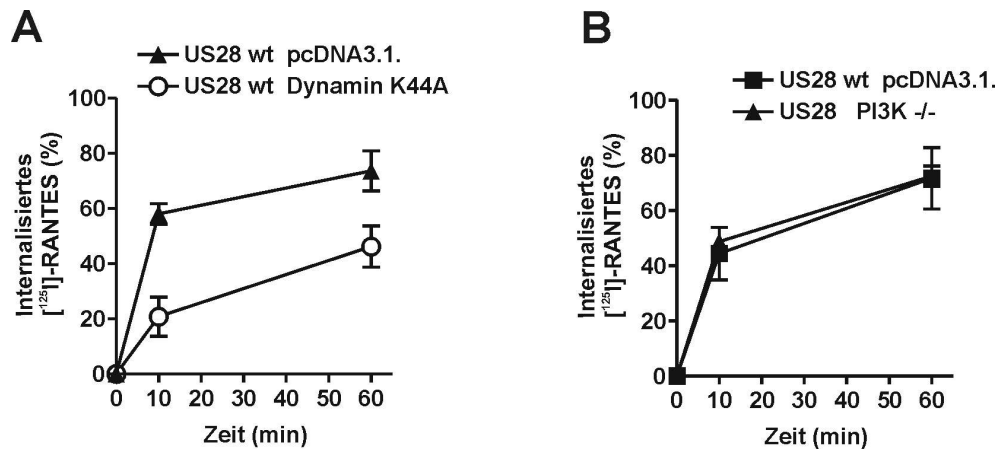 A
US28 wt pcDNA3.1.
US28 wt Dynamin K44A
100
80
60
40
20
0
Internalisiertes
[¹²⁵I]-RANTES (%)
0 10 20 30 40 50 60
Zeit (min)
B
US28 wt pcDNA3.1.
US28 PI3K -/-
100
80
60
40
20
0
Internalisiertes
[¹²⁵I]-RANTES (%)
0 10 20 30 40 50 60
Zeit (min)